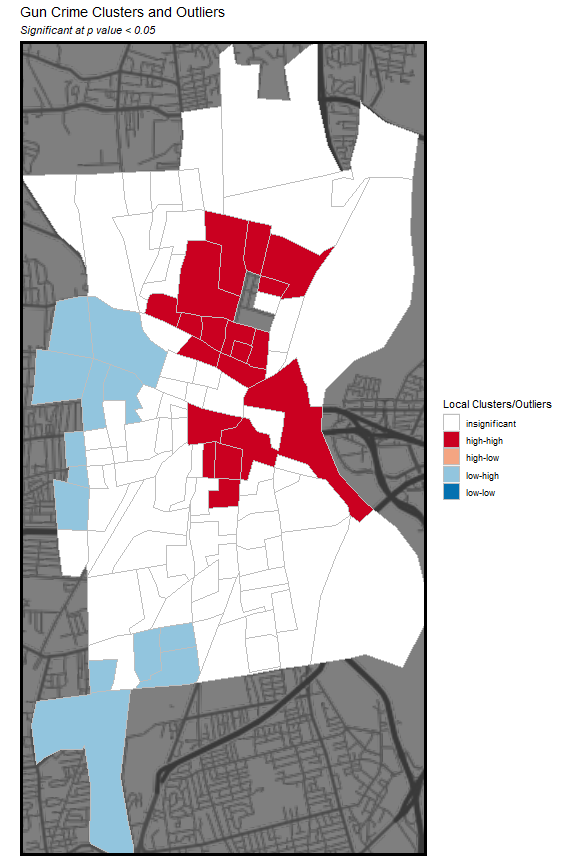 Gun Crime Clusters and Outliers
Significant at p value < 0.05
Local Clusters/Outliers
insignificant
high-high
high-low
low-high
low-low